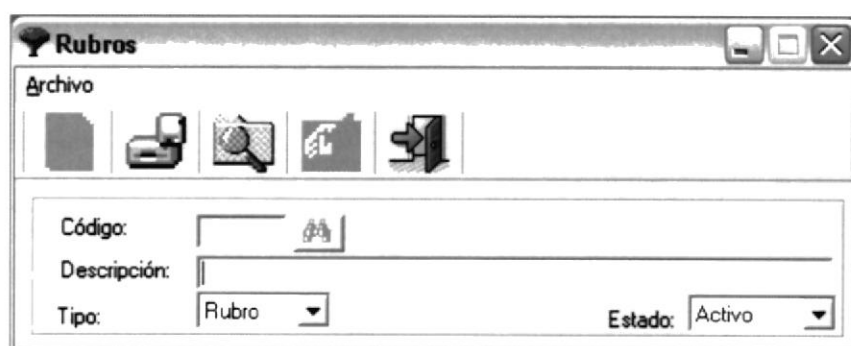 Rubros
Archivo
Código:
Descripción:
Tipo: Rubro Estado: Activo